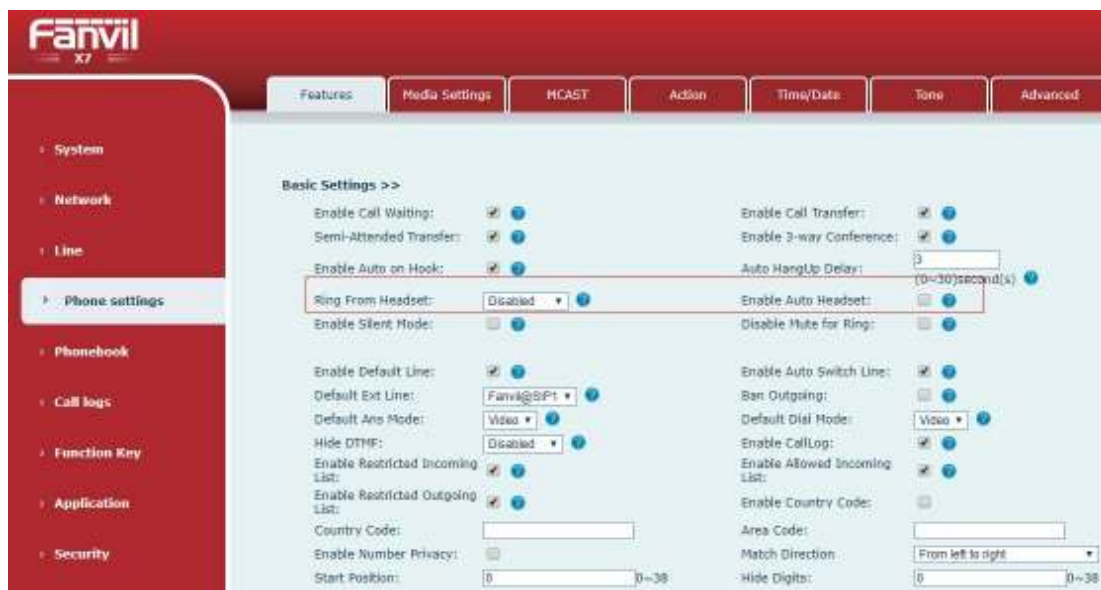 Fanvil
X7
Features Media Settings MCAST Action Time/Date Tone Advanced
System
Network
Line
Phone settings
Phonebook
Call logs
Function Key
Application
Security
Basic Settings >>
Enable Call Waiting: Enable Call Transfer:
Semi-Attended Transfer: Enable 3-way Conference:
Enable Auto on Hook: Auto HangUp Delay: 3
(0~30)second(s)
Ring From Headset: Disabled Enable Auto Headset:
Enable Silent Mode: Disable Mute for Ring:
Enable Default Line: Enable Auto Switch Line:
Default Ext Line: Fanvil@SIP1 Ban Outgoing:
Default Ans Mode: Video Default Dial Mode: Video
Hide DTMF: Disabled Enable CallLog:
Enable Restricted Incoming List: Enable Allowed Incoming List:
Enable Restricted Outgoing List: Enable Country Code:
Country Code: Area Code:
Enable Number Privacy: Match Direction From left to right
Start Position: 0 0~38 Hide Digits: 0 0~38